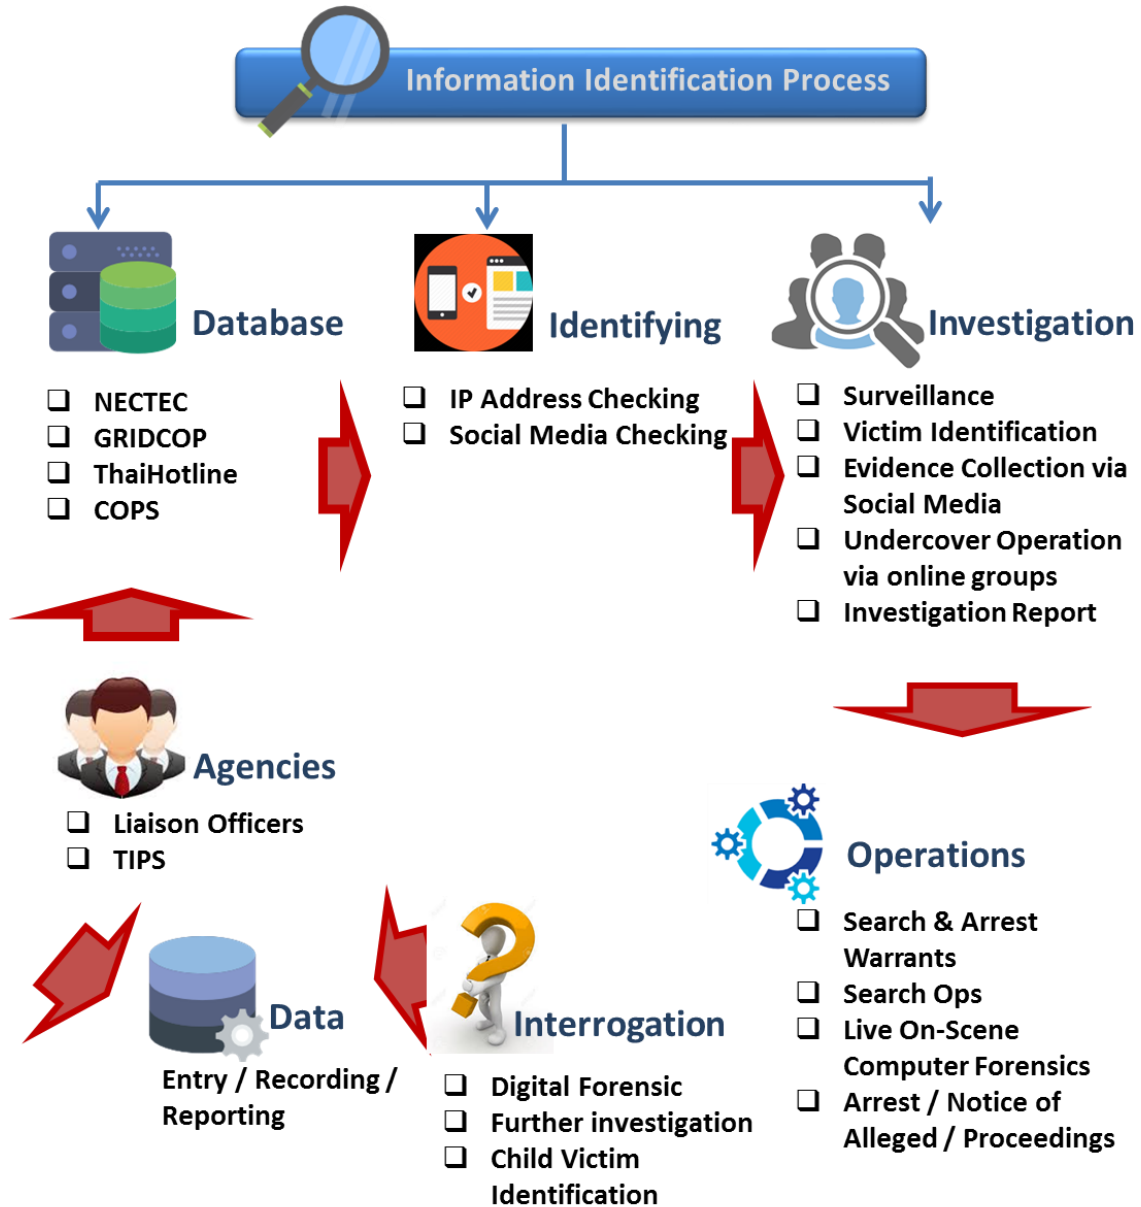 Information Identification Process
Database
NECTEC
GRIDCOP
ThaiHotline
COPS
Identifying
IP Address Checking
Social Media Checking
Investigation
Surveillance
Victim Identification
Evidence Collection via
Social Media
Undercover Operation
via online groups
Investigation Report
Agencies
Liaison Officers
TIPS
Operations
Search & Arrest
Warrants
Search Ops
Live On-Scene
Computer Forensics
Arrest / Notice of
Alleged / Proceedings
Data
Entry / Recording /
Reporting
Interrogation
Digital Forensic
Further investigation
Child Victim
Identification